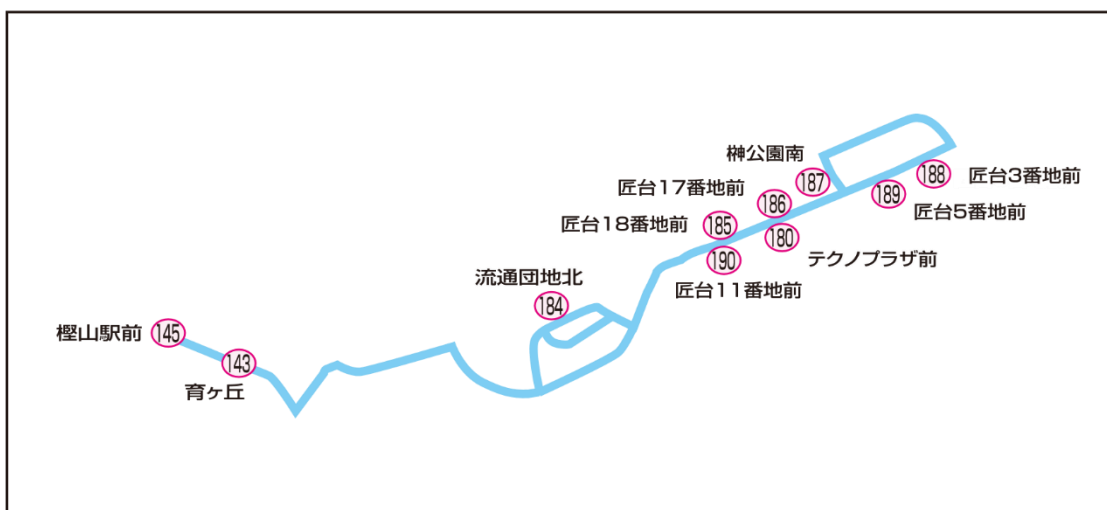 榊公園南
187
188
匠台3番地前
匠台17番地前
186
189
匠台5番地前
匠台18番地前
185
180
テクノプラザ前
190
匠台11番地前
流通団地北
184
樫山駅前
145
143
育ヶ丘